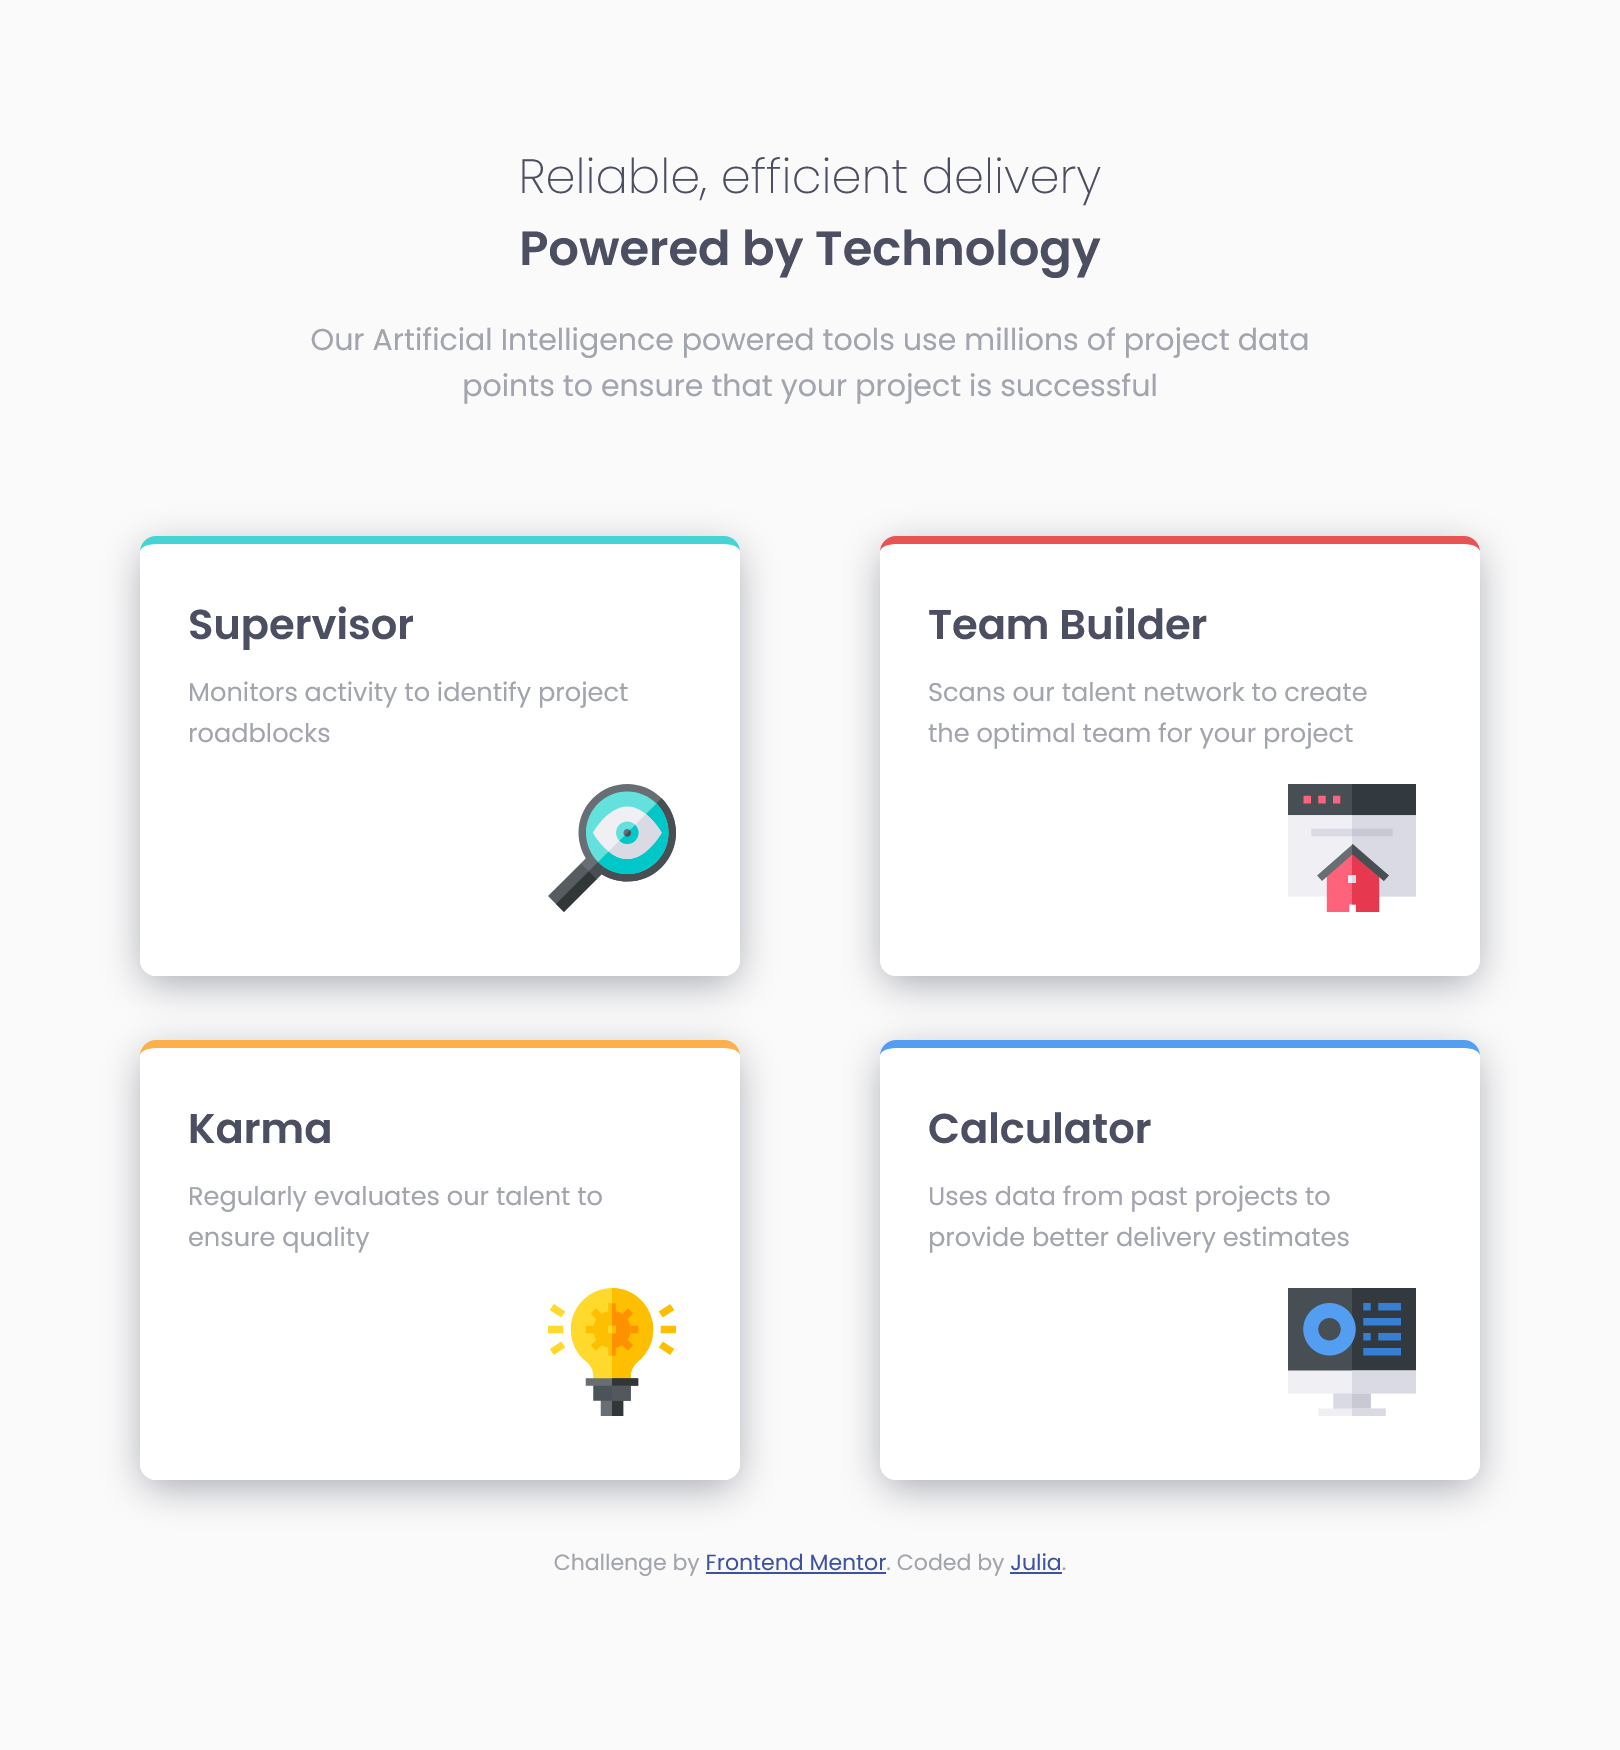 Reliable, efficient delivery
Powered by Technology
Our Artificial Intelligence powered tools use millions of project data
points to ensure that your project is successful
Supervisor
Monitors activity to identify project
roadblocks
Team Builder
Scans our talent network to create
the optimal team for your project
Karma
Regularly evaluates our talent to
ensure quality
Calculator
Uses data from past projects to
provide better delivery estimates
Challenge by Frontend Mentor. Coded by Julia.